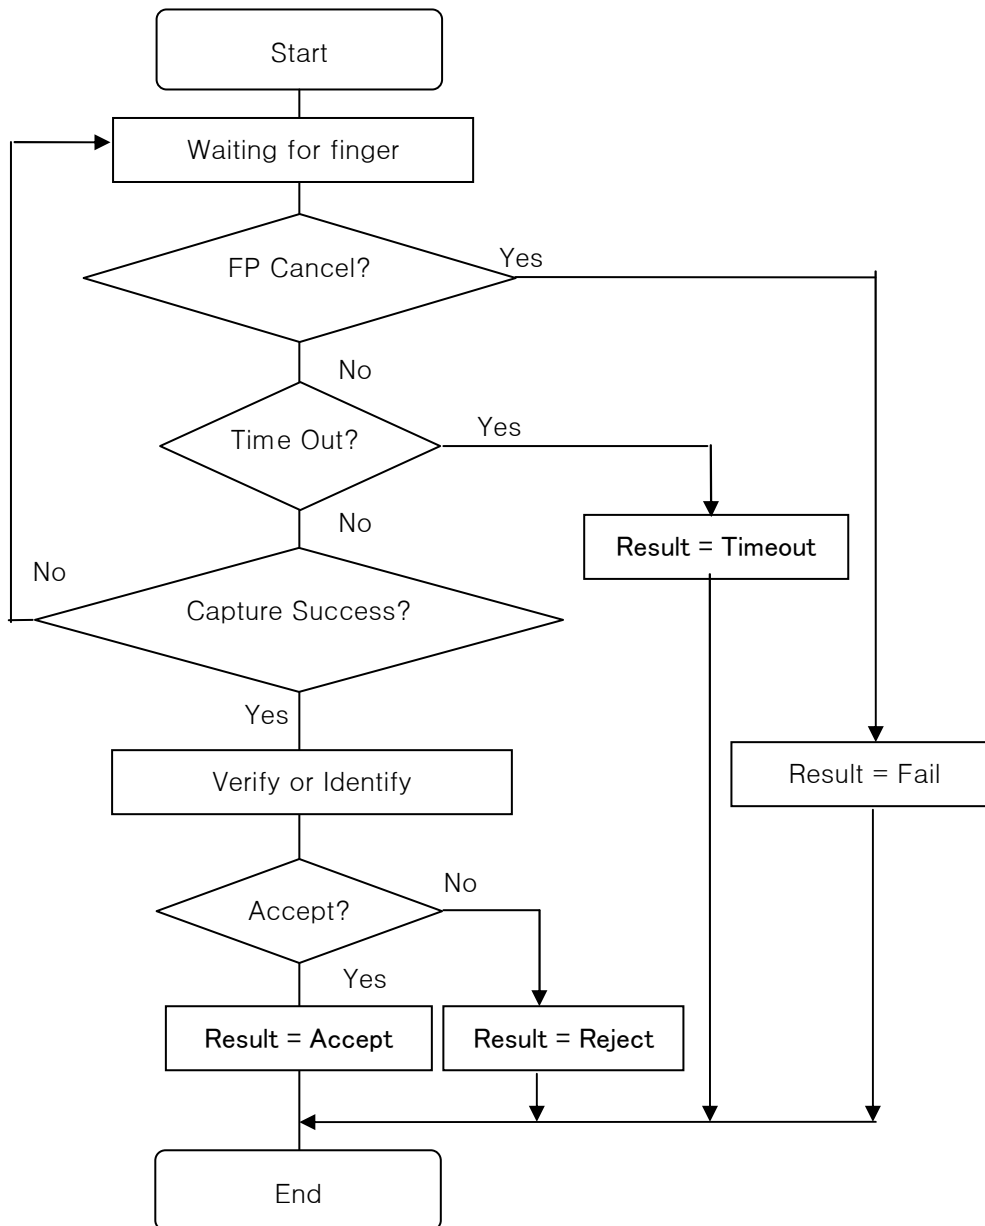 Start
Waiting for finger
FP Cancel?
Yes
No
Time Out?
Yes
No
Result = Timeout
No
Capture Success?
Yes
Verify or Identify
Result = Fail
Accept?
No
Yes
Result = Accept
Result = Reject
End